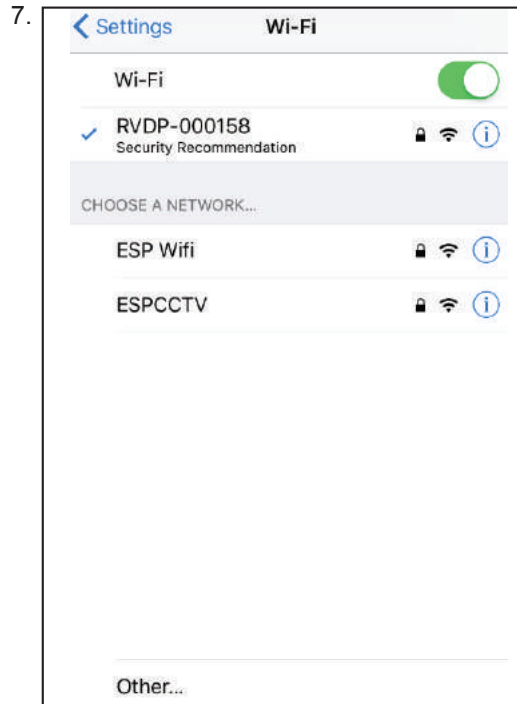 7.
Settings Wi-Fi
Wi-Fi
RVDP-000158
Security Recommendation
CHOOSE A NETWORK...
ESP Wifi
ESPCCTV
Other...